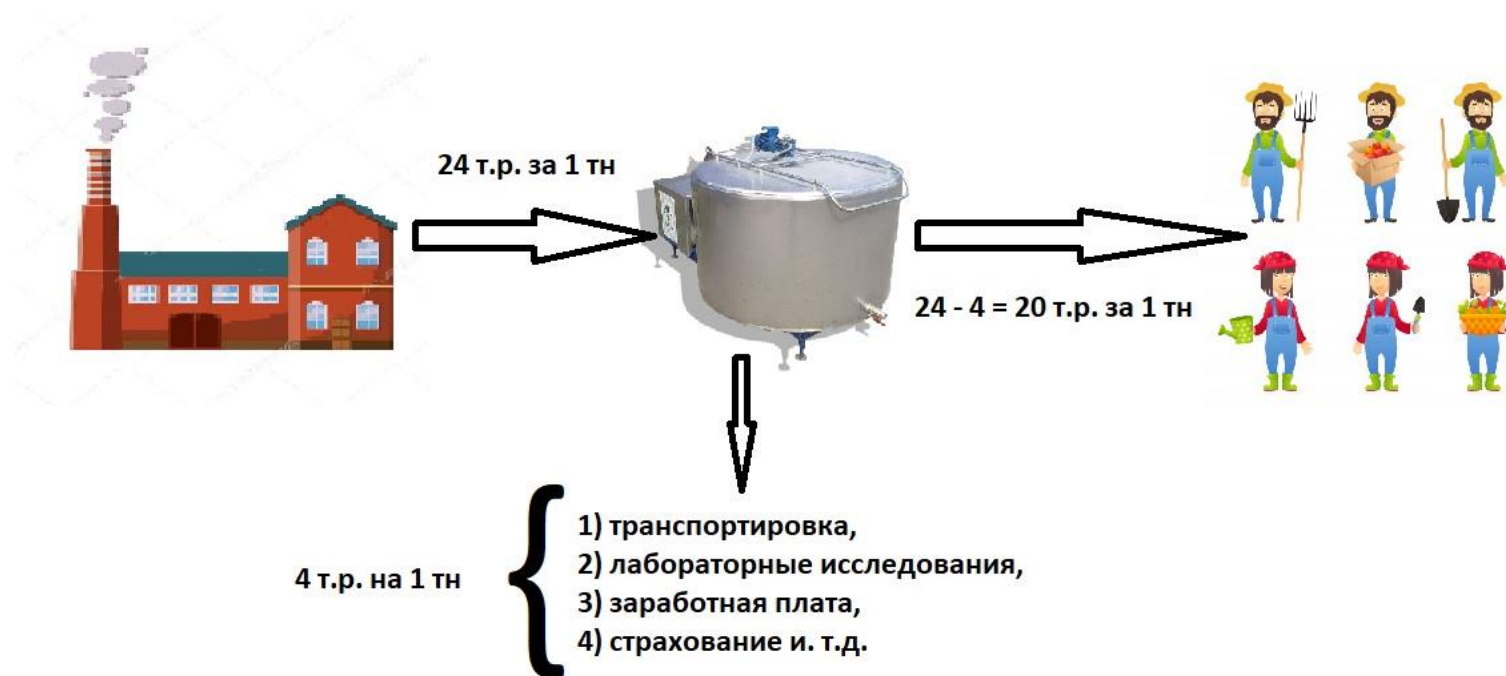 24 т.р. за 1 тн
24 - 4 = 20 т.р. за 1 тн
4 т.р. на 1 тн
1) транспортировка,
2) лабораторные исследования,
3) заработная плата,
4) страхование и. т.д.